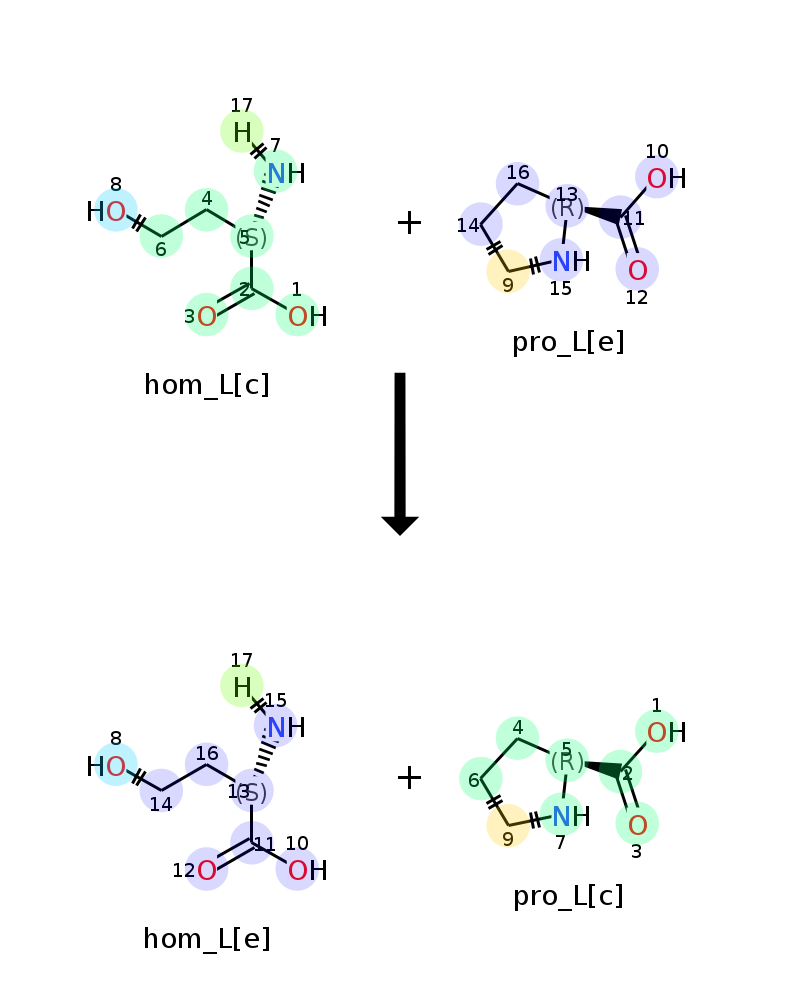 17
H
7
NH
8
HO
4
6
5
(S)
2
3
O
1
OH
hom_L[c]
+
10
OH
16
13
(R)
11
14
9
NH
15
O
12
pro_L[e]
17
H
15
NH
8
HO
16
14
13
(S)
11
12
O
10
OH
hom_L[e]
+
1
OH
4
5
(R)
2
6
9
NH
7
O
3
pro_L[c]